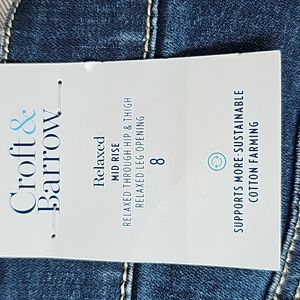 Croft&
Barrow
Relaxed
MID RISE
RELAXED THROUGH HIP & THIGH
RELAXED LEG OPENING
8
SUPPORTS MORE-SUSTAINABLE
COTTON FARMING